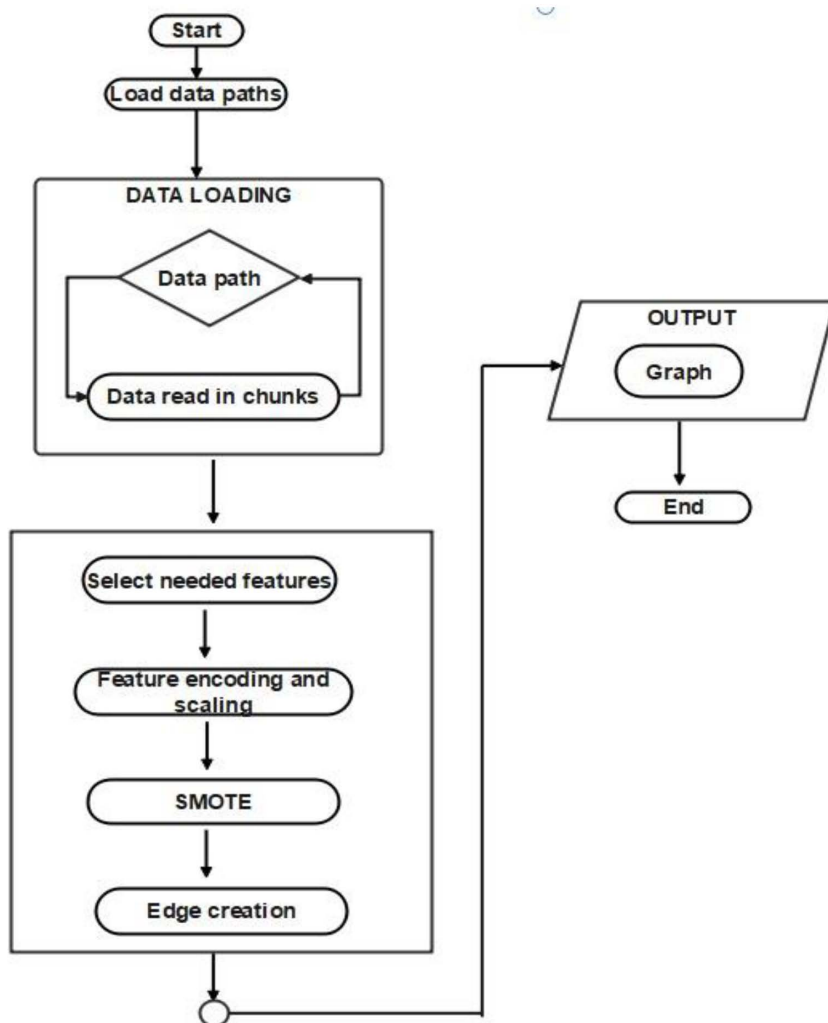 Start
Load data paths
DATA LOADING
Data path
Data read in chunks
Select needed features
Feature encoding and
scaling
SMOTE
Edge creation
OUTPUT
Graph
End